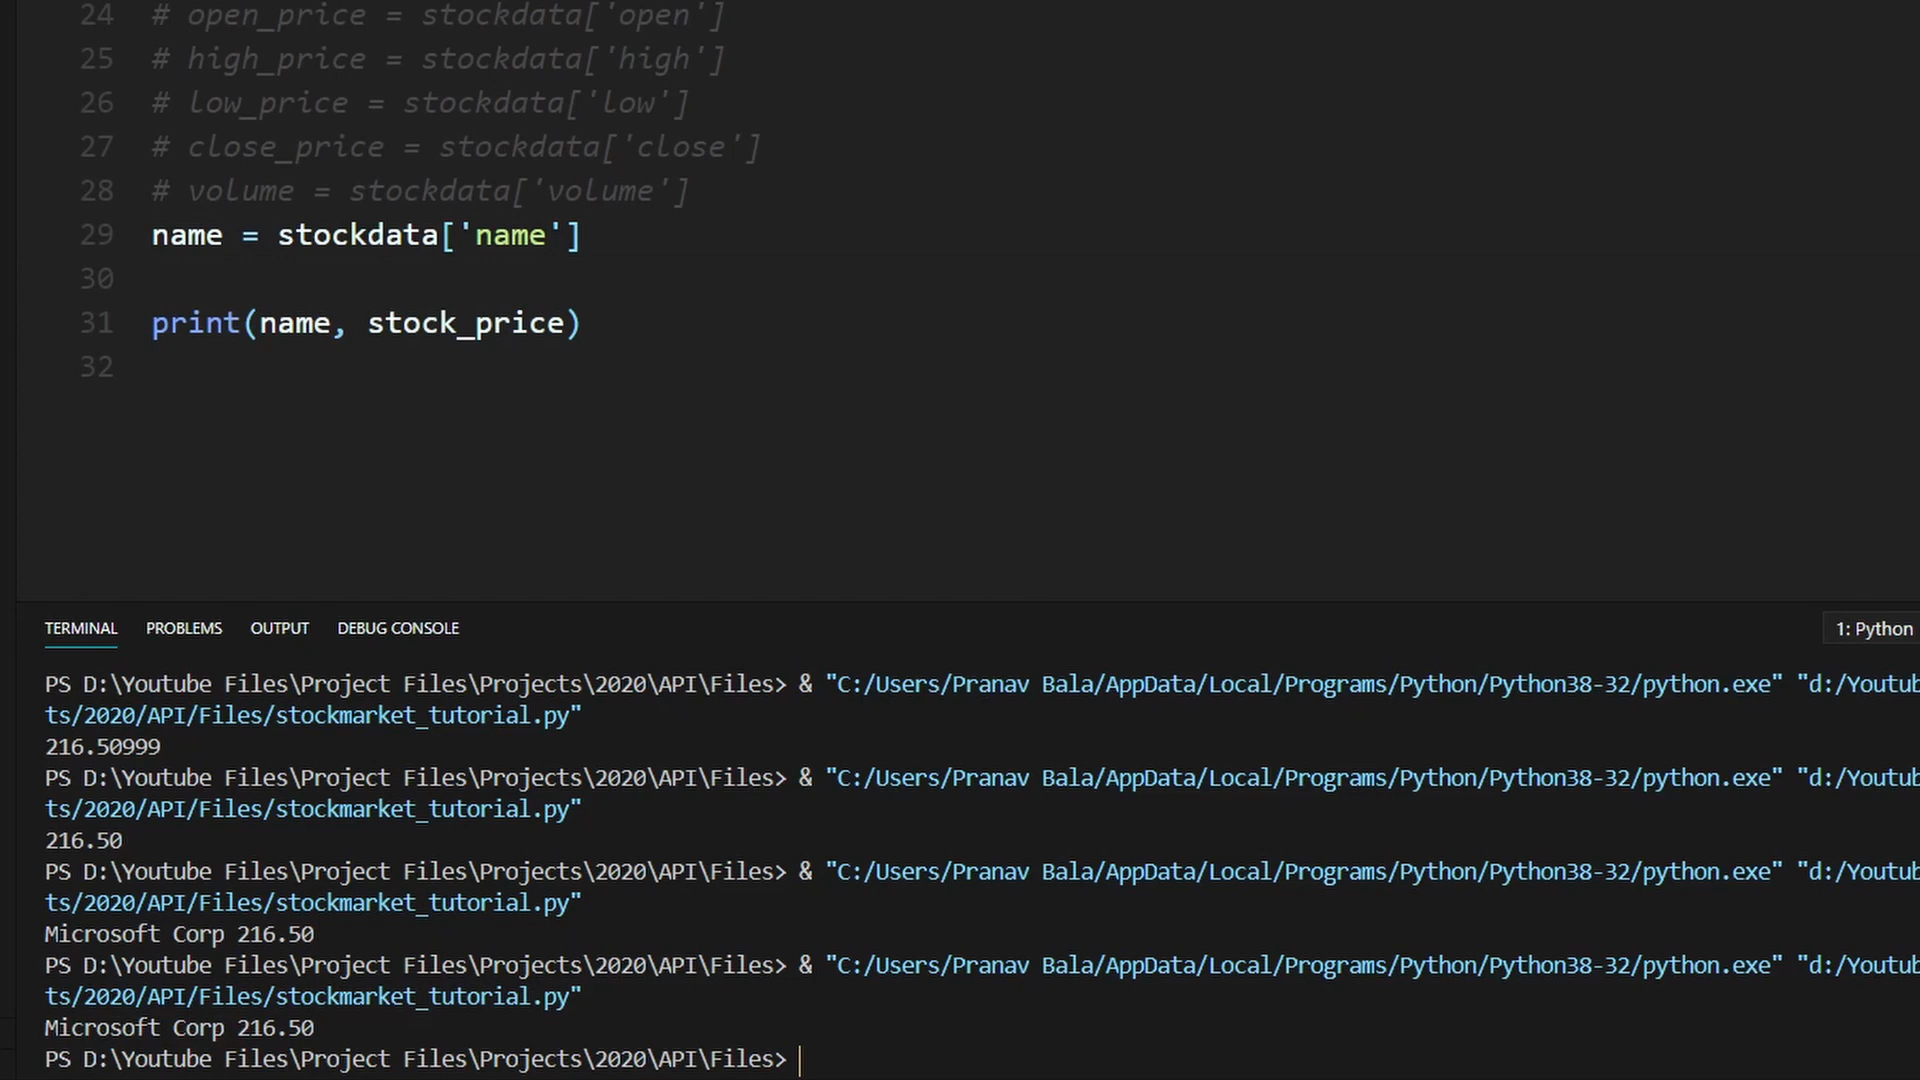 24 # open_price = stockdata['open']
25 # high_price = stockdata['high']
26 # low_price = stockdata['low']
27 # close_price = stockdata['close']
28 # volume = stockdata['volume']
29 name = stockdata['name']
30
31 print(name, stock_price)
32
TERMINAL PROBLEMS OUTPUT DEBUG CONSOLE 1: Python
PS D:\Youtube Files\Project Files\Projects\2020\API\Files> & "C:/Users/Pranav Bala/AppData/Local/Programs/Python/Python38-32/python.exe" "d:/Youtub
ts/2020/API/Files/stockmarket_tutorial.py"
216.50999
PS D:\Youtube Files\Project Files\Projects\2020\API\Files> & "C:/Users/Pranav Bala/AppData/Local/Programs/Python/Python38-32/python.exe" "d:/Youtub
ts/2020/API/Files/stockmarket_tutorial.py"
216.50
PS D:\Youtube Files\Project Files\Projects\2020\API\Files> & "C:/Users/Pranav Bala/AppData/Local/Programs/Python/Python38-32/python.exe" "d:/Youtub
ts/2020/API/Files/stockmarket_tutorial.py"
Microsoft Corp 216.50
PS D:\Youtube Files\Project Files\Projects\2020\API\Files> & "C:/Users/Pranav Bala/AppData/Local/Programs/Python/Python38-32/python.exe" "d:/Youtub
ts/2020/API/Files/stockmarket_tutorial.py"
Microsoft Corp 216.50
PS D:\Youtube Files\Project Files\Projects\2020\API\Files>